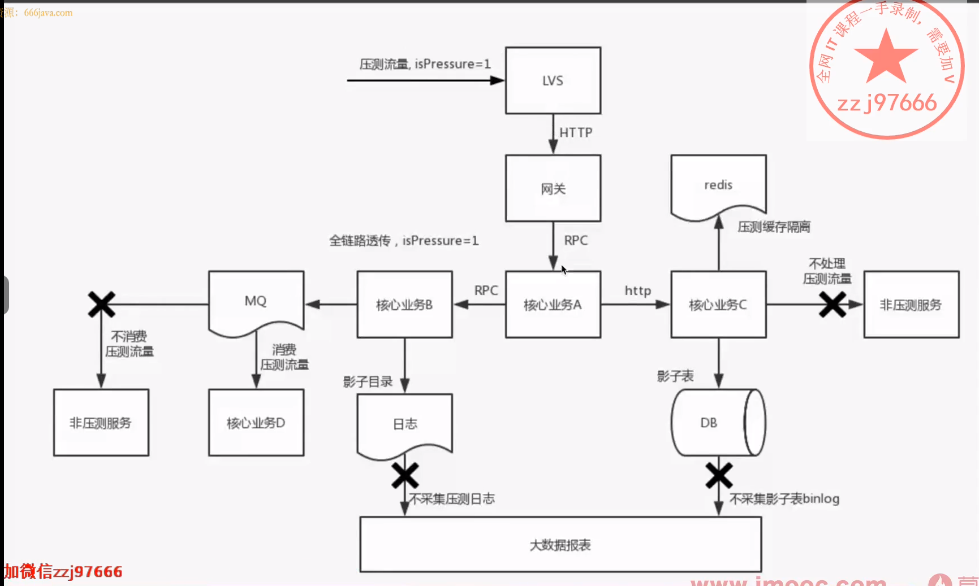 666java.com
全网IT课程一手录制,需要加V
zzj97666
压测流量, isPressure=1
LVS
HTTP
网关
redis
压测缓存隔离
全链路透传，isPressure=1
RPC
不处理
压测流量
MQ
核心业务B
RPC
核心业务A
http
核心业务C
非压测服务
不消费
压测流量
消费
压测流量
影子目录
影子表
非压测服务
核心业务D
日志
DB
不采集压测日志
不采集影子表binlog
大数据报表
加微信zzj97666
www.imooc.com